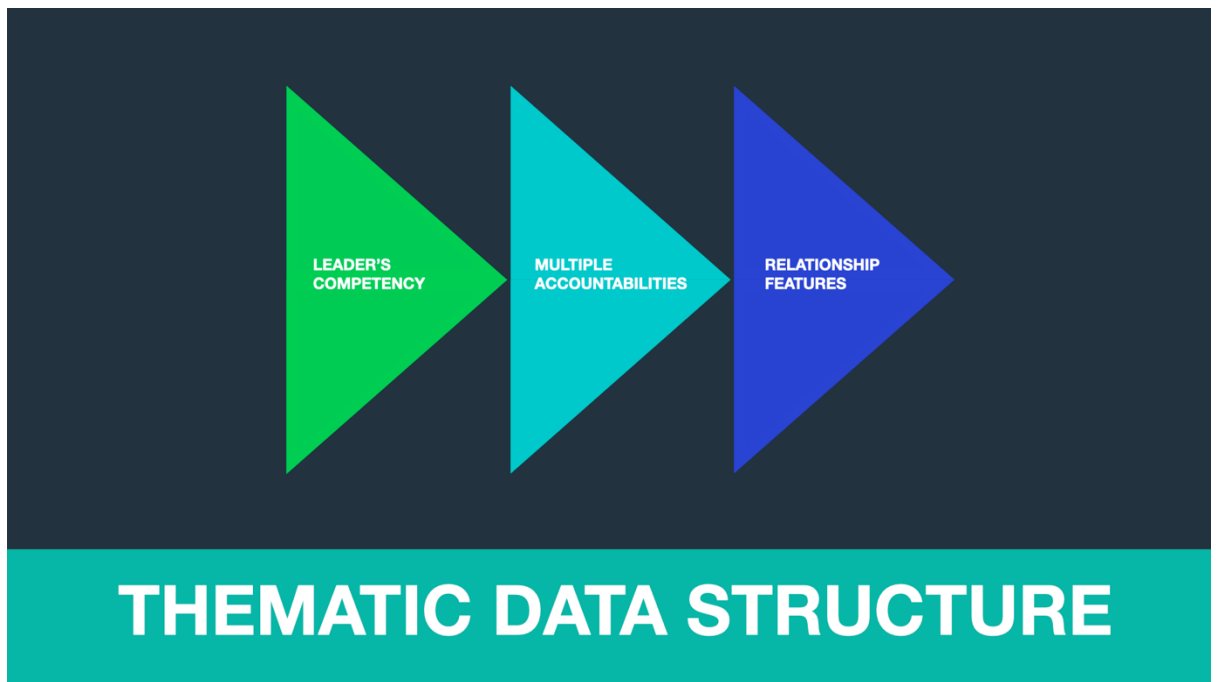 LEADER'S
COMPETENCY
MULTIPLE
ACCOUNTABILITIES
RELATIONSHIP
FEATURES
THEMATIC DATA STRUCTURE